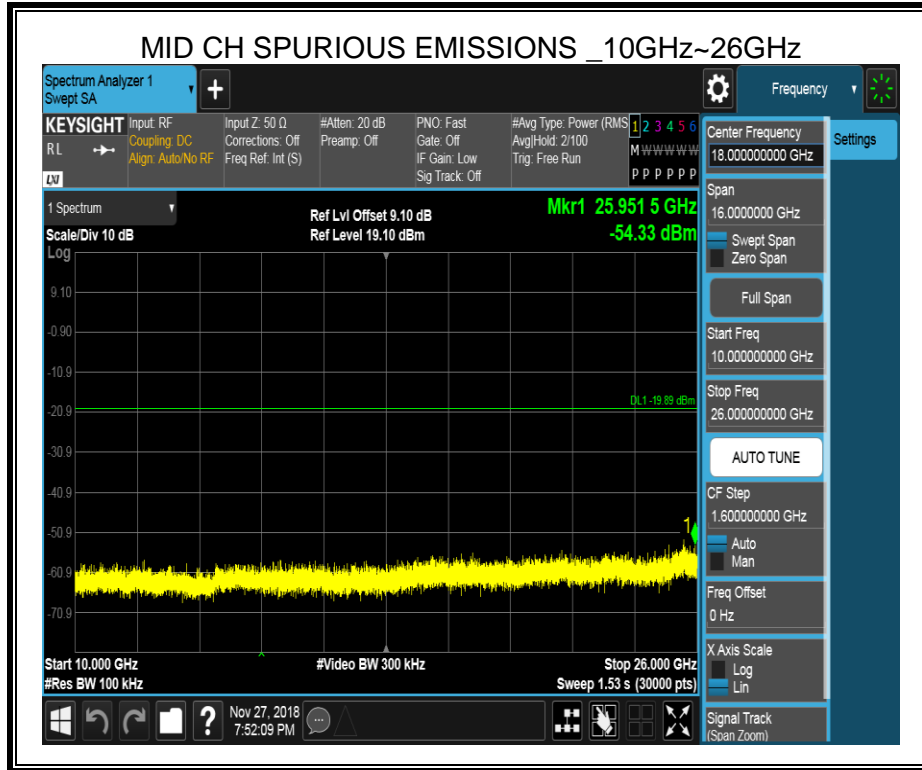 MID CH SPURIOUS EMISSIONS _10GHz~26GHz
Spectrum Analyzer 1
Swept SA
+
Frequency
KEYSIGHT
RL
LXI
Input: RF
Coupling: DC
Align: Auto/No RF
Input Z: 50 Ω
Corrections: Off
Freq Ref: Int (S)
#Atten: 20 dB
Preamp: Off
PNO: Fast
Gate: Off
IF Gain: Low
Sig Track: Off
#Avg Type: Power (RMS
Avg|Hold: 2/100
Trig: Free Run
1 2 3 4 5 6
M W W W W W
P P P P P P
Center Frequency
18.000000000 GHz
Settings
Span
16.0000000 GHz
Swept Span
Zero Span
Full Span
Start Freq
10.000000000 GHz
Stop Freq
26.000000000 GHz
AUTO TUNE
CF Step
1.600000000 GHz
Auto
Man
Freq Offset
0 Hz
X Axis Scale
Log
Lin
Signal Track
(Span Zoom)
1 Spectrum
Scale/Div 10 dB
Log
Ref Lvl Offset 9.10 dB
Ref Level 19.10 dBm
Mkr1 25.951 5 GHz
-54.33 dBm
9.10
-0.90
-10.9
-20.9
-30.9
-40.9
-50.9
-60.9
-70.9
DL1 -19.89 dBm
1
Start 10.000 GHz
#Res BW 100 kHz
#Video BW 300 kHz
Stop 26.000 GHz
Sweep 1.53 s (30000 pts)
?
Nov 27, 2018
7:52:09 PM